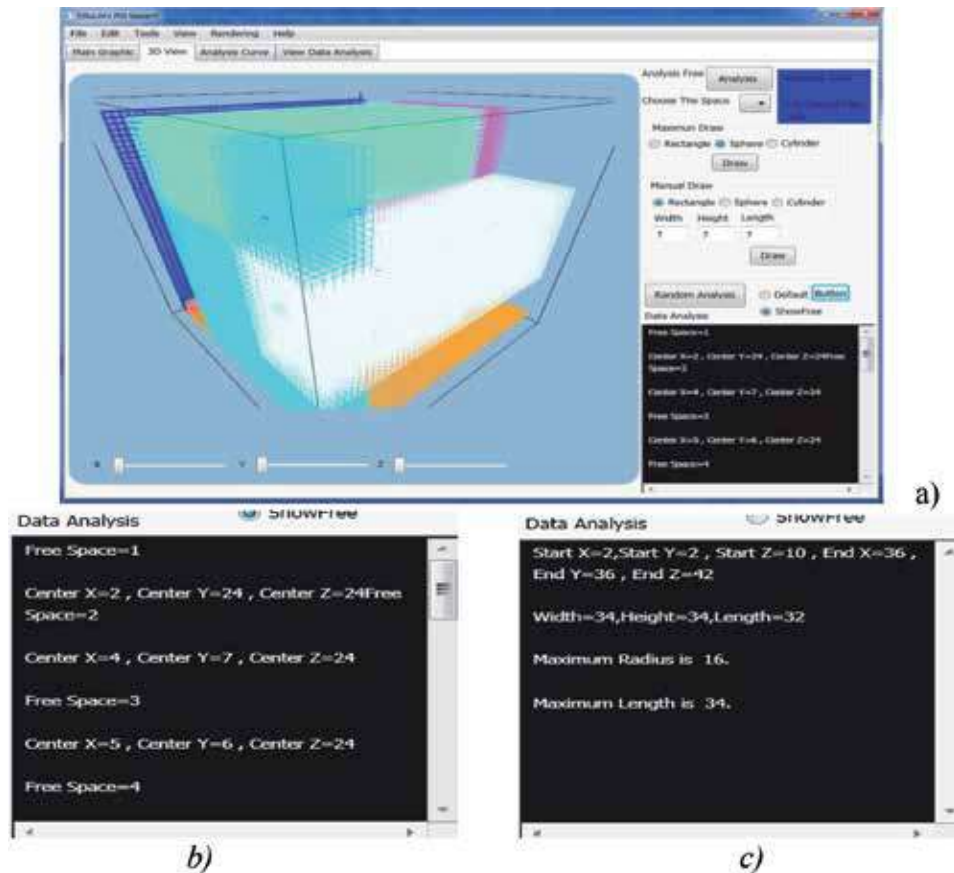 File Edit Tools View Rendering Help
Main Graphic 3D View Analysis Curve View Data Analysis
Analysis Free Analysis
Choose The Space
Maximun Draw
Rectangle Sphere Cylinder
Draw
Manual Draw
Rectangle Sphere Cylinder
Width Height Length
7 7 7
Draw
Random Analysis Default Button
ShowFree
Data Analysis
Free Space=1
Center X=2 , Center Y=24 , Center Z=24Free
Space=2
Center X=4 , Center Y=7 , Center Z=24
Free Space=3
Center X=5 , Center Y=6 , Center Z=24
Free Space=4
X Y Z
a)
Data Analysis ShowFree
Free Space=1
Center X=2 , Center Y=24 , Center Z=24Free
Space=2
Center X=4 , Center Y=7 , Center Z=24
Free Space=3
Center X=5 , Center Y=6 , Center Z=24
Free Space=4
b)
Data Analysis ShowFree
Start X=2,Start Y=2 , Start Z=10 , End X=36 ,
End Y=36 , End Z=42
Width=34,Height=34,Length=32
Maximum Radius is 16.
Maximum Length is 34.
c)